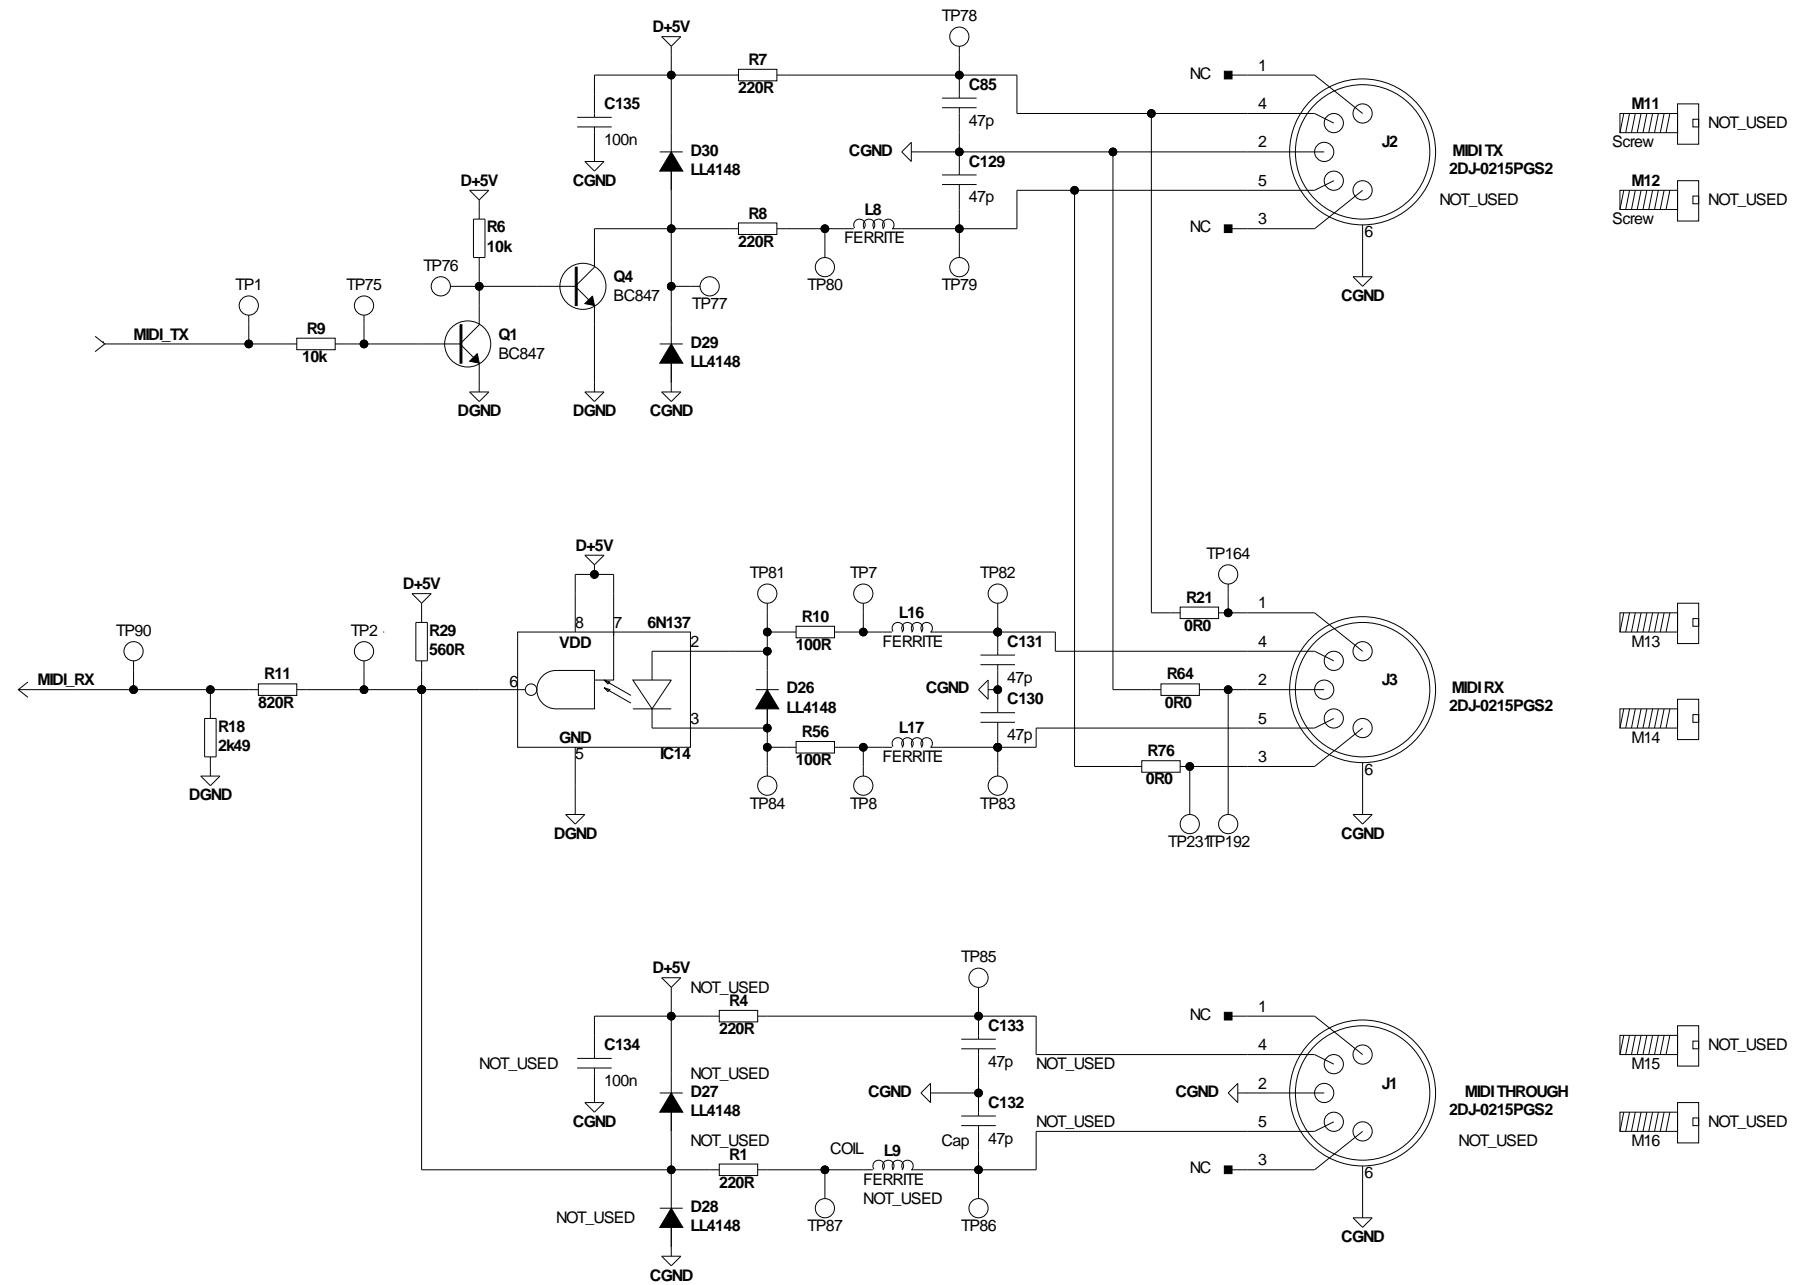 TP78
D+5V
R7
220R
C135
100n
CGND
C85
47p
NC
1
4
2
5
3
6
J2
MIDI TX
2DJ-0215PGS2
NOT_USED
M11
Screw
NOT_USED
M12
Screw
NOT_USED
D30
LL4148
CGND
C129
47p
D+5V
R6
10k
R8
220R
L8
FERRITE
NC
CGND
TP76
Q4
BC847
TP77
TP80
TP79
TP1
TP75
MIDI_TX
R9
10k
Q1
BC847
D29
LL4148
DGND
DGND
CGND
D+5V
TP81
TP7
TP82
TP164
D+5V
8
7
6N137
VDD
R10
100R
L16
FERRITE
C131
47p
R21
0R0
1
4
2
5
3
6
TP90
TP2
R29
560R
2
MIDI_RX
R11
820R
6
D26
LL4148
CGND
C130
47p
R64
0R0
J3
MIDI RX
2DJ-0215PGS2
M13
M14
R18
2k49
DGND
3
GND
5
IC14
R56
100R
L17
FERRITE
R76
0R0
TP84
TP8
TP83
DGND
TP231
TP192
CGND
D+5V
NOT_USED
R4
220R
TP85
NC
1
4
2
5
3
6
C134
100n
NOT_USED
CGND
NOT_USED
D27
LL4148
C133
47p
NOT_USED
CGND
C132
47p
Cap
NOT_USED
CGND
J1
MIDI THROUGH
2DJ-0215PGS2
NOT_USED
M15
NOT_USED
M16
NOT_USED
NOT_USED
R1
220R
COIL
L9
FERRITE
NOT_USED
NC
NOT_USED
D28
LL4148
TP87
TP86
CGND
CGND